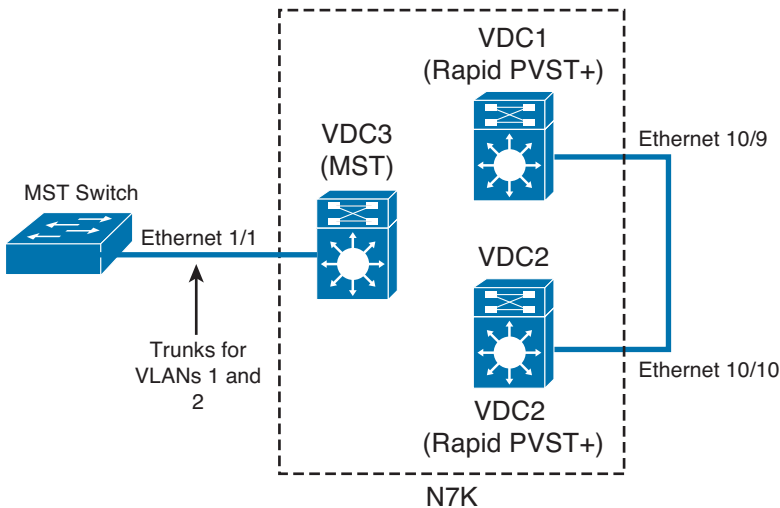 VDC1
(Rapid PVST+)
Ethernet 10/9
VDC3
(MST)
MST Switch
Ethernet 1/1
VDC2
Trunks for
VLANs 1 and
2
Ethernet 10/10
VDC2
(Rapid PVST+)
N7K